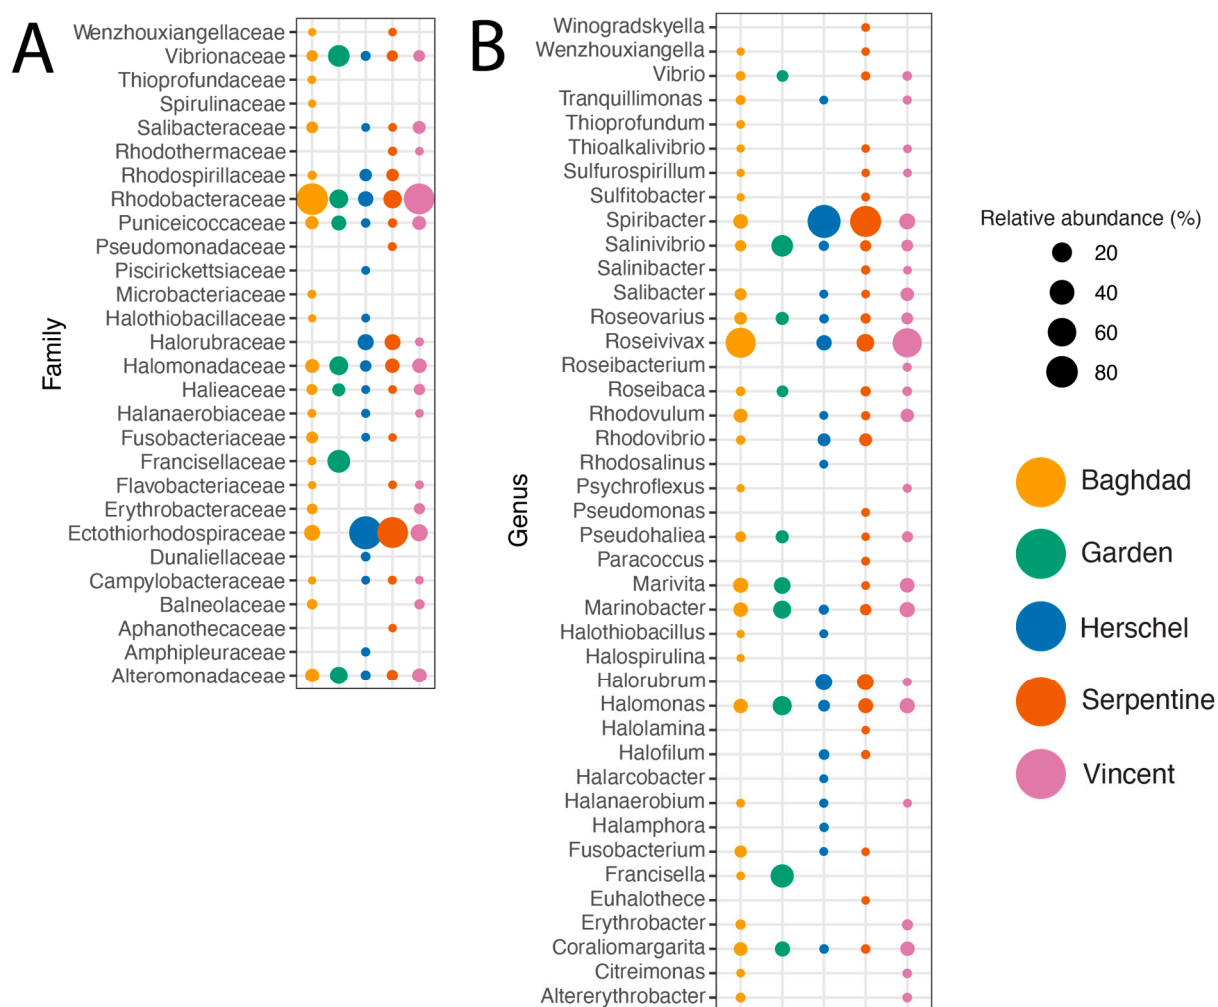 A
Wenzhouxiangellaceae
Vibrionaceae
Thioprofundaceae
Spirulinaceae
Salibacteraceae
Rhodothermaceae
Rhodospirillaceae
Rhodobacteraceae
Puniceicoccaceae
Pseudomonadaceae
Piscirickettsiaceae
Microbacteriaceae
Halothiobacillaceae
Halorubraceae
Halomonadaceae
Halieaceae
Halanaerobiaceae
Fusobacteriaceae
Francisellaceae
Flavobacteriaceae
Erythrobacteraceae
Ectothiorhodospiraceae
Dunaliellaceae
Campylobacteraceae
Balneolaceae
Aphanothecaceae
Amphipleuraceae
Alteromonadaceae
Family
B
Winogradskyella
Wenzhouxiangella
Vibrio
Tranquillimonas
Thioprofundum
Thioalkalivibrio
Sulfurospirillum
Sulfitobacter
Spiribacter
Salinivibrio
Salinibacter
Salibacter
Roseovarius
Roseivivax
Roseibacterium
Roseibaca
Rhodovulum
Rhodovibrio
Rhodosalinus
Psychroflexus
Pseudomonas
Pseudohaliea
Paracoccus
Marivita
Marinobacter
Halothiobacillus
Halospirulina
Halorubrum
Halomonas
Halolamina
Halofilum
Halarcobacter
Halanaerobium
Halamphora
Fusobacterium
Francisella
Euhalothece
Erythrobacter
Coraliomargarita
Citreimonas
Altererythrobacter
Genus
Relative abundance (%)
20
40
60
80
Baghdad
Garden
Herschel
Serpentine
Vincent